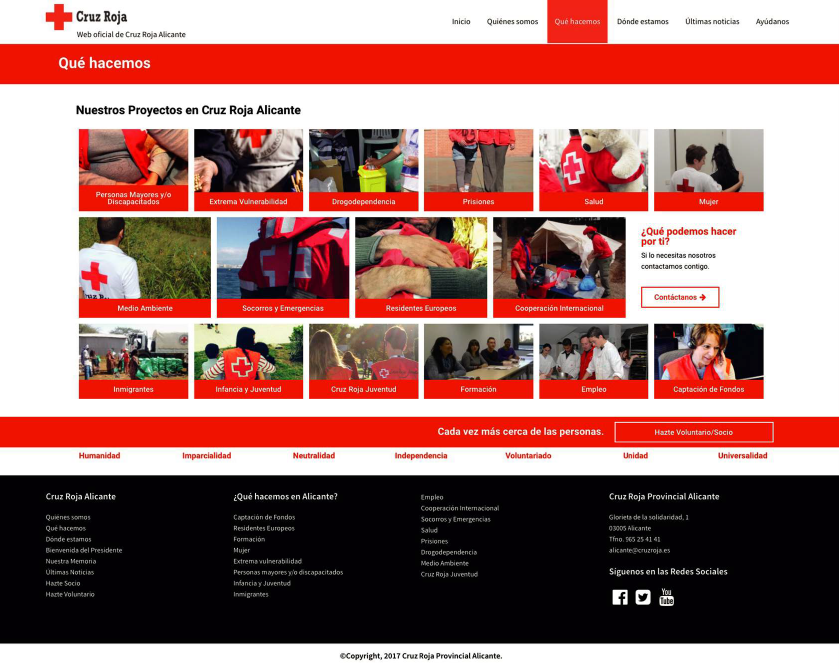 Cruz Roja
Web oficial de Cruz Roja Alicante
Inicio
Quiénes somos
Qué hacemos
Dónde estamos
Últimas noticias
Ayúdanos
Qué hacemos
Nuestros Proyectos en Cruz Roja Alicante
Personas Mayores y/o
Discapacitados
Extrema Vulnerabilidad
Drogodependencia
Prisiones
Salud
Mujer
Medio Ambiente
Socorros y Emergencias
Residentes Europeos
Cooperación Internacional
¿Qué podemos hacer
por ti?
Si lo necesitas nosotros
contactamos contigo.
Contáctanos
Inmigrantes
Infancia y Juventud
Cruz Roja Juventud
Formación
Empleo
Captación de Fondos
Cada vez más cerca de las personas.
Hazte Voluntario/Socio
Humanidad
Imparcialidad
Neutralidad
Independencia
Voluntariado
Unidad
Universalidad
Cruz Roja Alicante
Quienes somos
Qué hacemos
Dónde estamos
Bienvenida del Presidente
Nuestra Memoria
Últimas Noticias
Hazte Socio
Hazte Voluntario
¿Qué hacemos en Alicante?
Captación de Fondos
Residentes Europeos
Formación
Mujer
Extrema vulnerabilidad
Personas mayores y/o discapacitados
Infancia y Juventud
Inmigrantes
Empleo
Cooperación Internacional
Socorros y Emergencias
Salud
Prisiones
Drogodependencia
Medio Ambiente
Cruz Roja Juventud
Cruz Roja Provincial Alicante
Glorieta de la solidaridad, 1
03005 Alicante
Tfno. 965 25 41 41
alicante@cruzroja.es
Siguenos en las Redes Sociales
You
Tube
©Copyright, 2017 Cruz Roja Provincial Alicante.